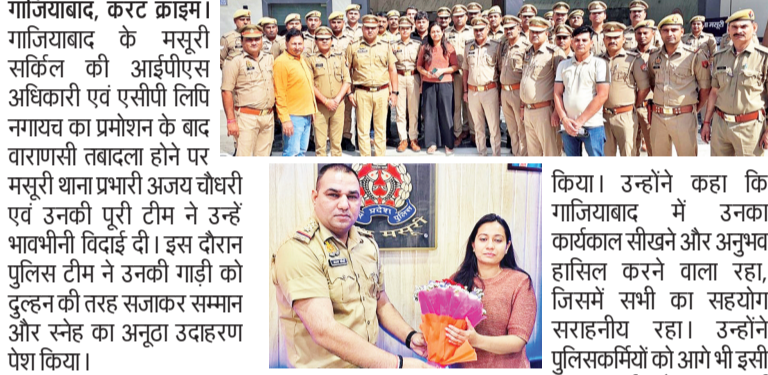 गाजियाबाद, करंट क्राइम।
गाजियाबाद के मसूरी
सर्किल की आईपीएस
अधिकारी एवं एसीपी लिपि
नगायच का प्रमोशन के बाद
वाराणसी तबादला होने पर
मसूरी थाना प्रभारी अजय चौधरी
एवं उनकी पूरी टीम ने उन्हें
भावभीनी विदाई दी। इस दौरान
पुलिस टीम ने उनकी गाड़ी को
दुल्हन की तरह सजाकर सम्मान
और स्नेह का अनूठा उदाहरण
पेश किया।
मसूरी
प्रदेश पुलिस
मसूरी
किया। उन्होंने कहा कि
गाजियाबाद में उनका
कार्यकाल सीखने और अनुभव
हासिल करने वाला रहा,
जिसमें सभी का सहयोग
सराहनीय रहा। उन्होंने
पुलिसकर्मियों को आगे भी इसी